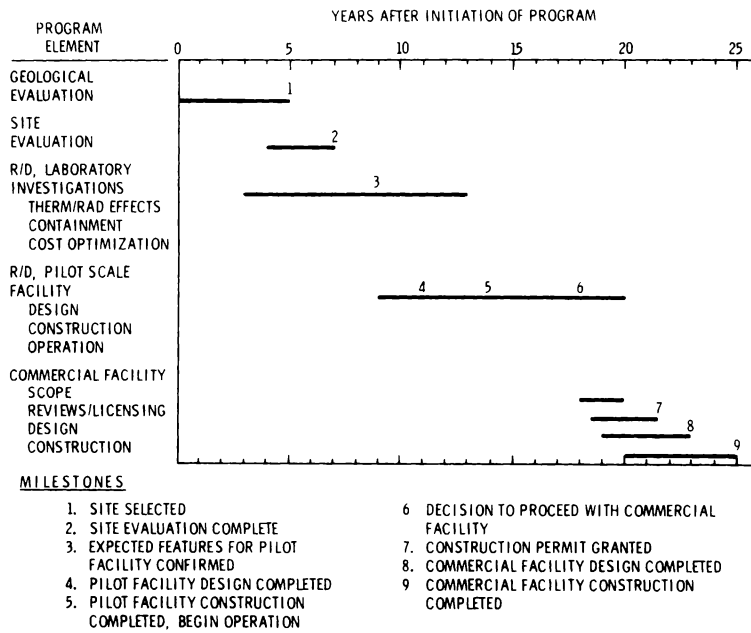 YEARS AFTER INITIATION OF PROGRAM
PROGRAM
ELEMENT
0 5 10 15 20 25
GEOLOGICAL
EVALUATION
1
SITE
EVALUATION
2
R/D, LABORATORY
INVESTIGATIONS
3
THERM/RAD EFFECTS
CONTAINMENT
COST OPTIMIZATION
R/D, PILOT SCALE
FACILITY
4 5 6
DESIGN
CONSTRUCTION
OPERATION
COMMERCIAL FACILITY
SCOPE
REVIEWS/LICENSING
7
DESIGN
8
CONSTRUCTION
9
MILESTONES
1. SITE SELECTED
2. SITE EVALUATION COMPLETE
3. EXPECTED FEATURES FOR PILOT
FACILITY CONFIRMED
4. PILOT FACILITY DESIGN COMPLETED
5. PILOT FACILITY CONSTRUCTION
COMPLETED, BEGIN OPERATION
6 DECISION TO PROCEED WITH COMMERCIAL
FACILITY
7. CONSTRUCTION PERMIT GRANTED
8. COMMERCIAL FACILITY DESIGN COMPLETED
9 COMMERCIAL FACILITY CONSTRUCTION
COMPLETED